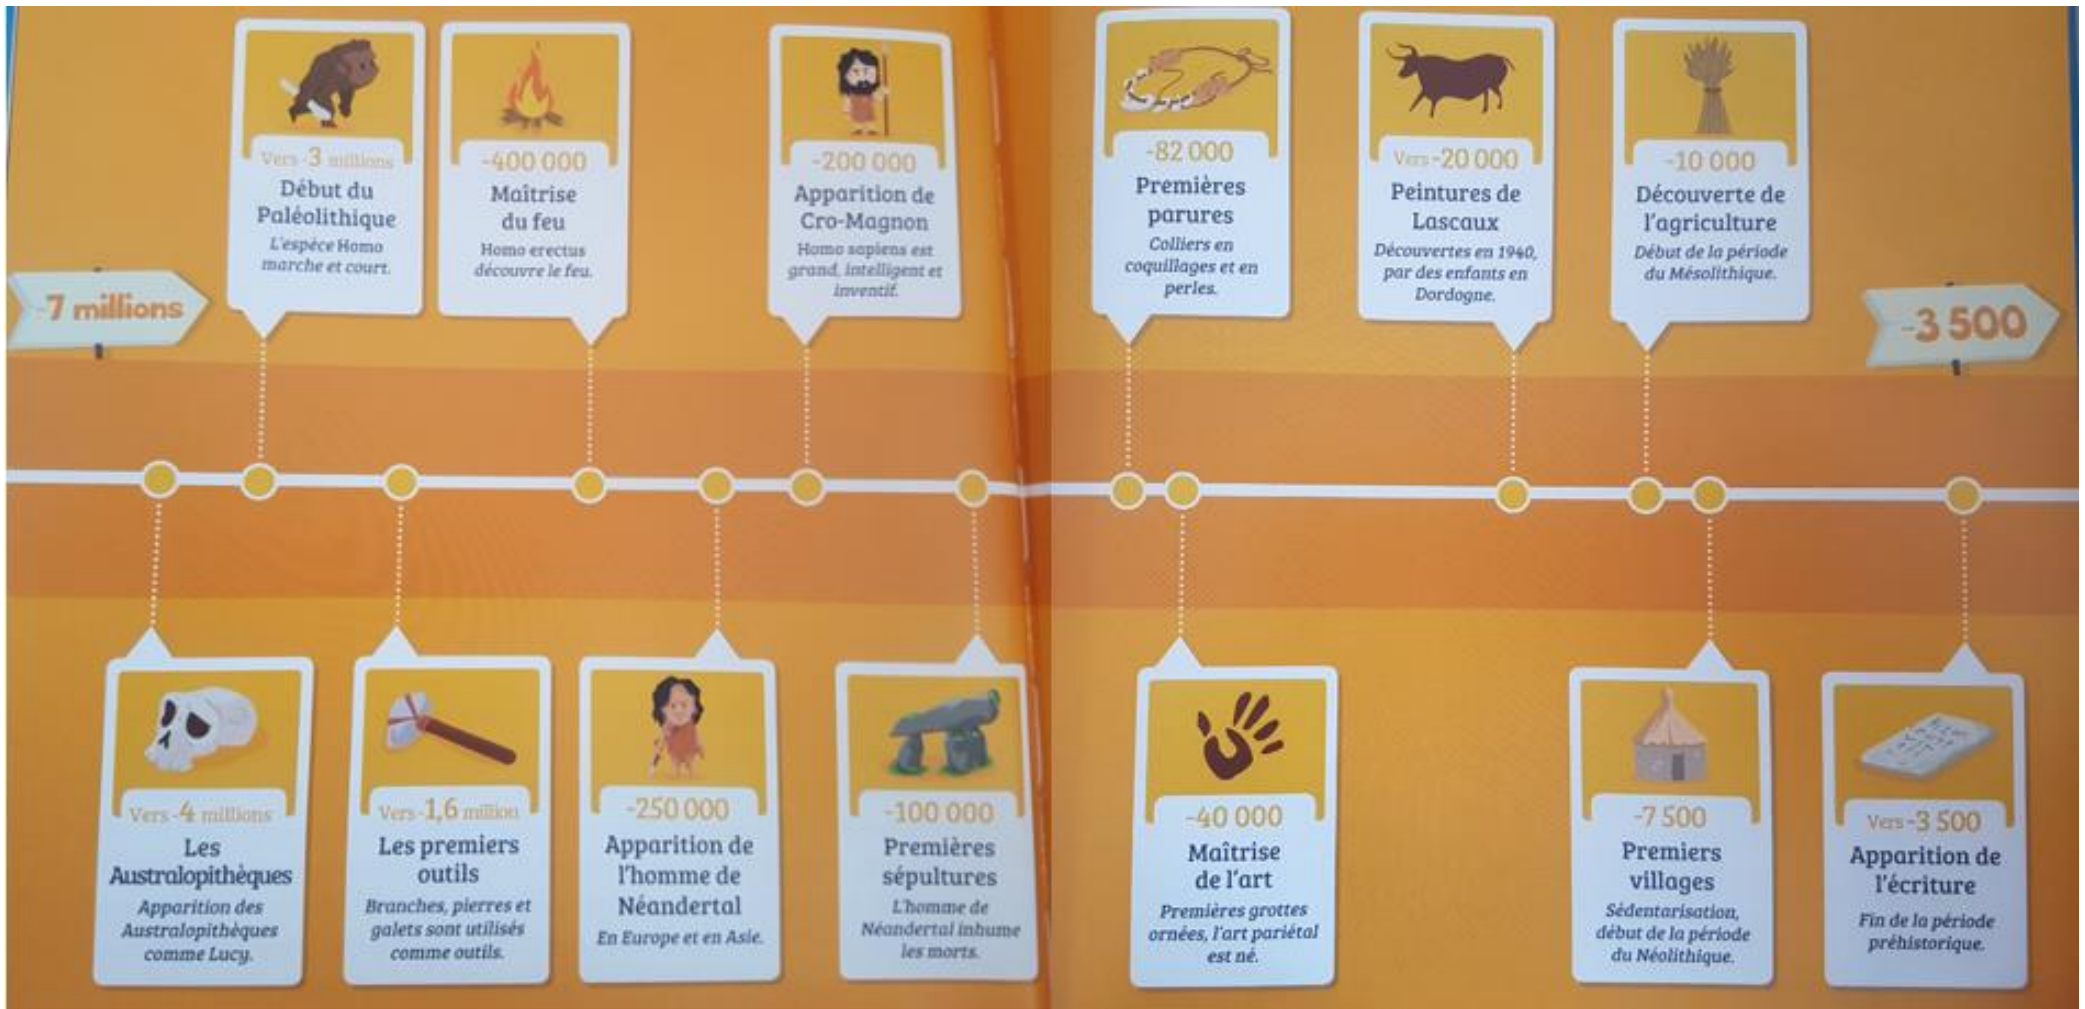 -7 millions
Vers -3 millions
Début du
Paléolithique
L'espèce Homo
marche et court.
-400 000
Maîtrise
du feu
Homo erectus
découvre le feu.
-200 000
Apparition de
Cro-Magnon
Homo sapiens est
grand, intelligent et
inventif.
-82 000
Premières
parures
Colliers en
coquillages et en
perles.
Vers -20 000
Peintures de
Lascaux
Découvertes en 1940,
par des enfants en
Dordogne.
-10 000
Découverte de
l'agriculture
Début de la période
du Mésolithique.
-3 500
Vers -4 millions
Les
Australopithèques
Apparition des
Australopithèques
comme Lucy.
Vers -1,6 million
Les premiers
outils
Branches, pierres et
galets sont utilisés
comme outils.
-250 000
Apparition de
l'homme de
Néandertal
En Europe et en Asie.
-100 000
Premières
sépultures
L'homme de
Néandertal inhume
les morts.
-40 000
Maîtrise
de l'art
Premières grottes
ornées, l'art pariétal
est né.
-7 500
Premiers
villages
Sédentarisation,
début de la période
du Néolithique.
Vers -3 500
Apparition de
l'écriture
Fin de la période
préhistorique.